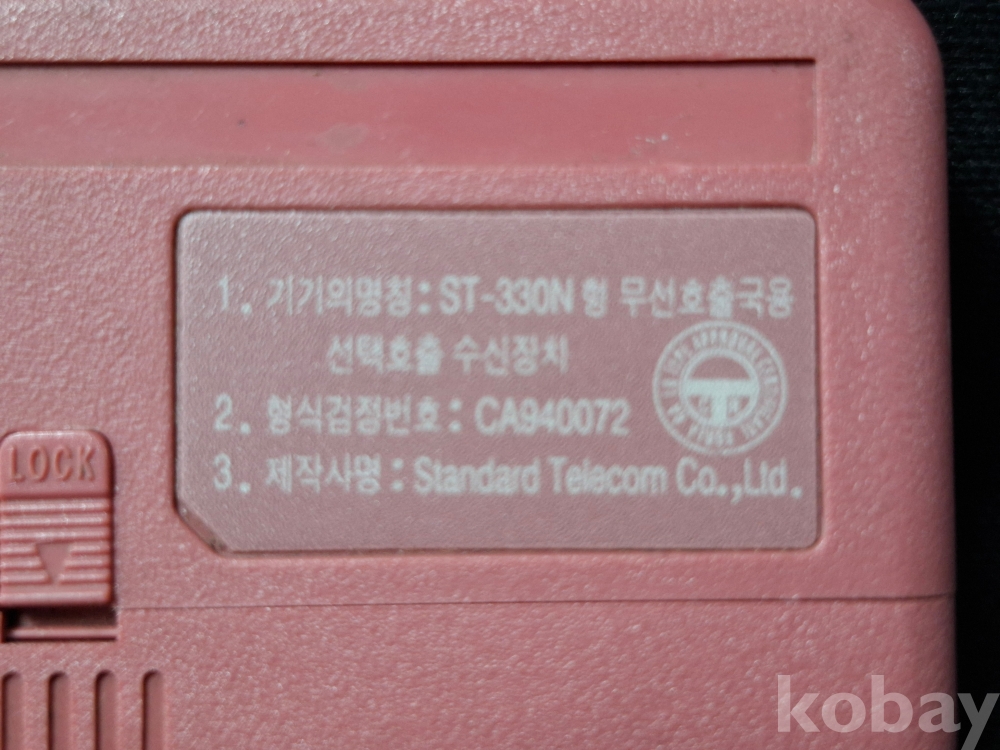 1. 기기의명칭: ST-330N 형 무선호출국용
선택호출 수신장치
2. 형식검정번호: CA940072
3. 제작사명: Standard Telecom Co.,Ltd.
LOCK
kobay